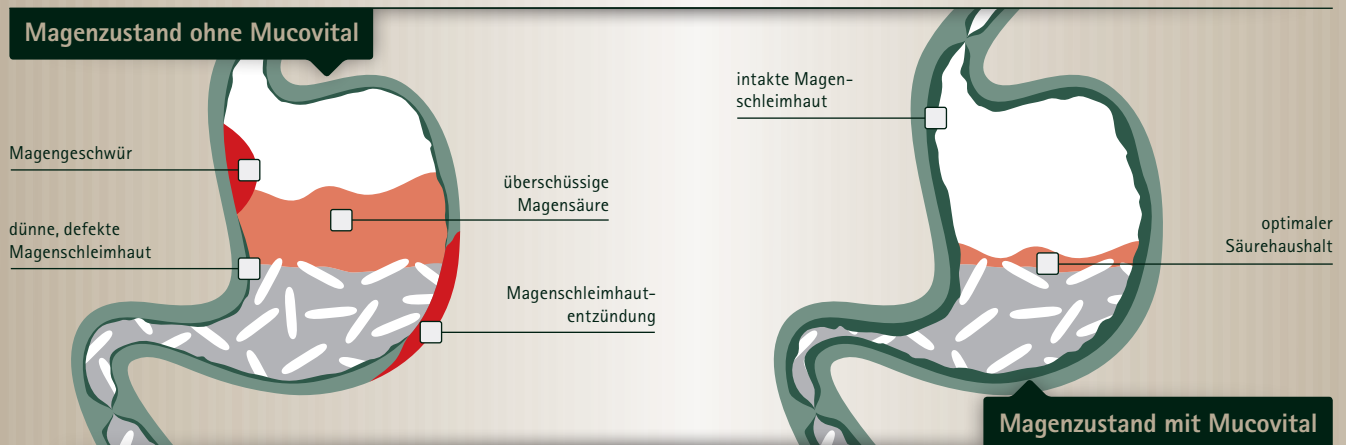 Magenzustand ohne Mucovital
Magengeschwür
dünne, defekte
Magenschleimhaut
überschüssige
Magensäure
Magenschleimhaut-
entzündung
intakte Magen-
schleimhaut
optimaler
Säurehaushalt
Magenzustand mit Mucovital